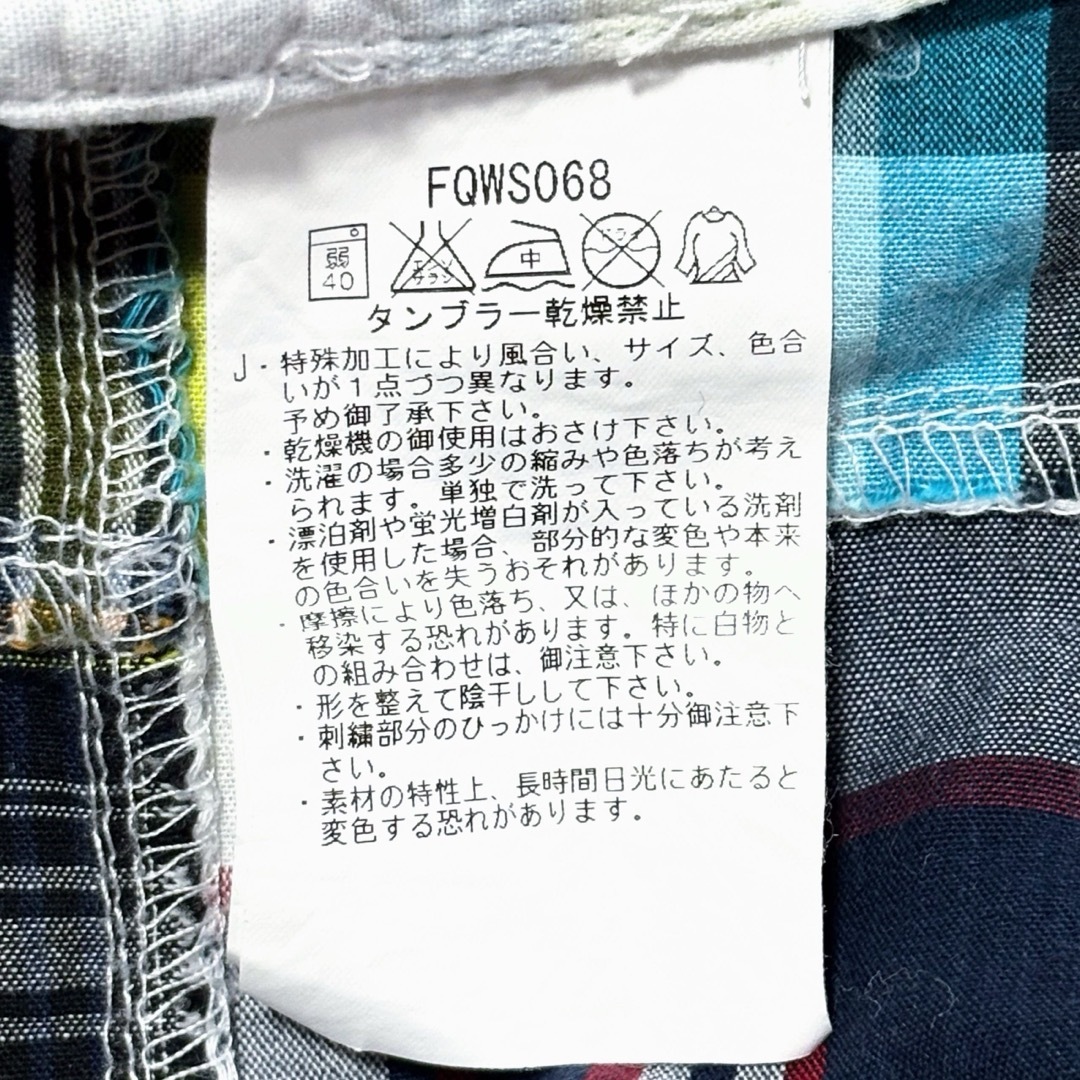 FQWS068
弱
40
エンソ
サラシ
中
ドライ
タンブラー乾燥禁止
J・特殊加工により風合い、サイズ、色合
いが1点づつ異なります。
予め御了承下さい。
・乾燥機の御使用はおさけ下さい。
・洗濯の場合多少の縮みや色落ちが考え
られます。単独で洗って下さい。
・漂泊剤や蛍光増白剤が入っている洗剤
を使用した場合、部分的な変色や本来
の色合いを失うおそれがあります。
・摩擦により色落ち、又は、ほかの物へ
移染する恐れがあります。特に白物と
の組み合わせは、御注意下さい。
・形を整えて陰干しして下さい。
・刺繍部分のひっかけには十分御注意下
さい。
・素材の特性上、長時間日光にあたると
変色する恐れがあります。